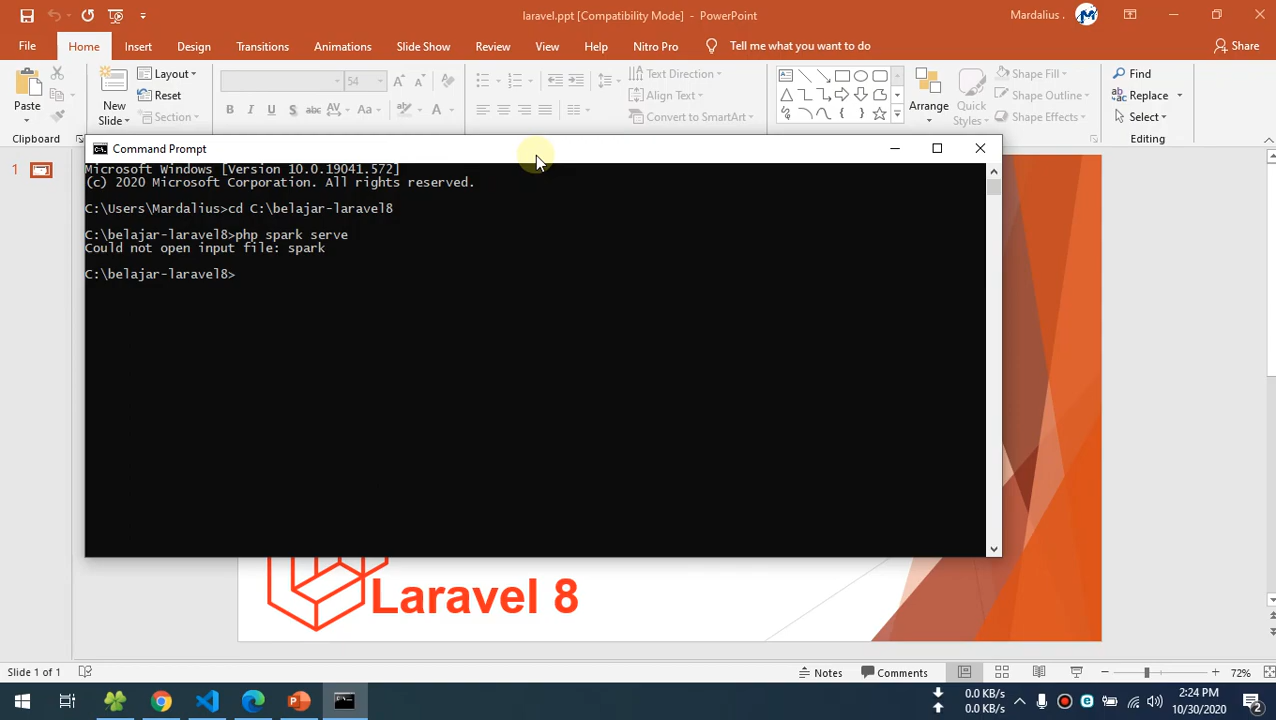 laravel.ppt [Compatibility Mode] - PowerPoint
Mardalius .
File Home Insert Design Transitions Animations Slide Show Review View Help Nitro Pro Tell me what you want to do Share
Paste
Clipboard
New Slide
Layout
Reset
Section
54
B I U S abc AV Aa A
Text Direction
Align Text
Convert to SmartArt
Arrange
Quick Styles
Shape Fill
Shape Outline
Shape Effects
Find
Replace
Select
Editing
1
Command Prompt
Microsoft Windows [Version 10.0.19041.572]
(c) 2020 Microsoft Corporation. All rights reserved.
C:\Users\Mardalius>cd C:\belajar-laravel8
C:\belajar-laravel8>php spark serve
Could not open input file: spark
C:\belajar-laravel8>
Laravel 8
Slide 1 of 1
Notes
Comments
72%
0.0 KB/s
0.0 KB/s
2:24 PM
10/30/2020
2